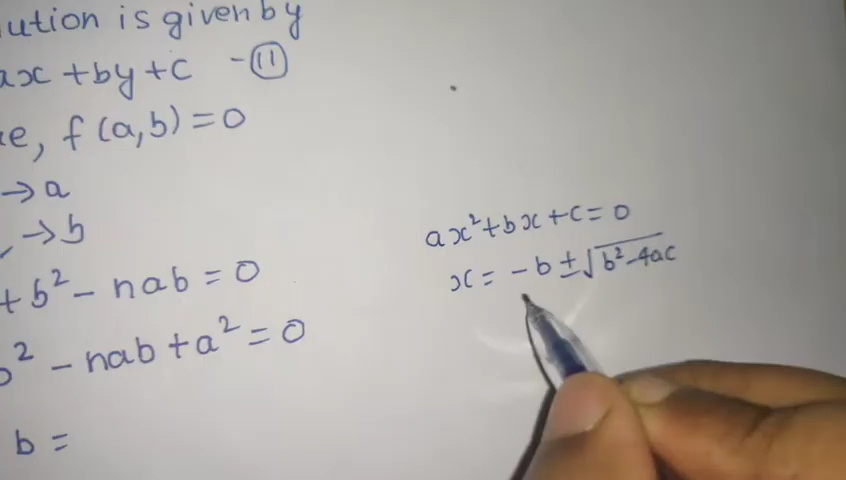 ution is given by
ax + by + c - (11)
e, f(a,b) = 0
→ a
→ b
+ b² - nab = 0
b² - nab + a² = 0
b =
ax² + bx + c = 0
x = -b ± √b² - 4ac